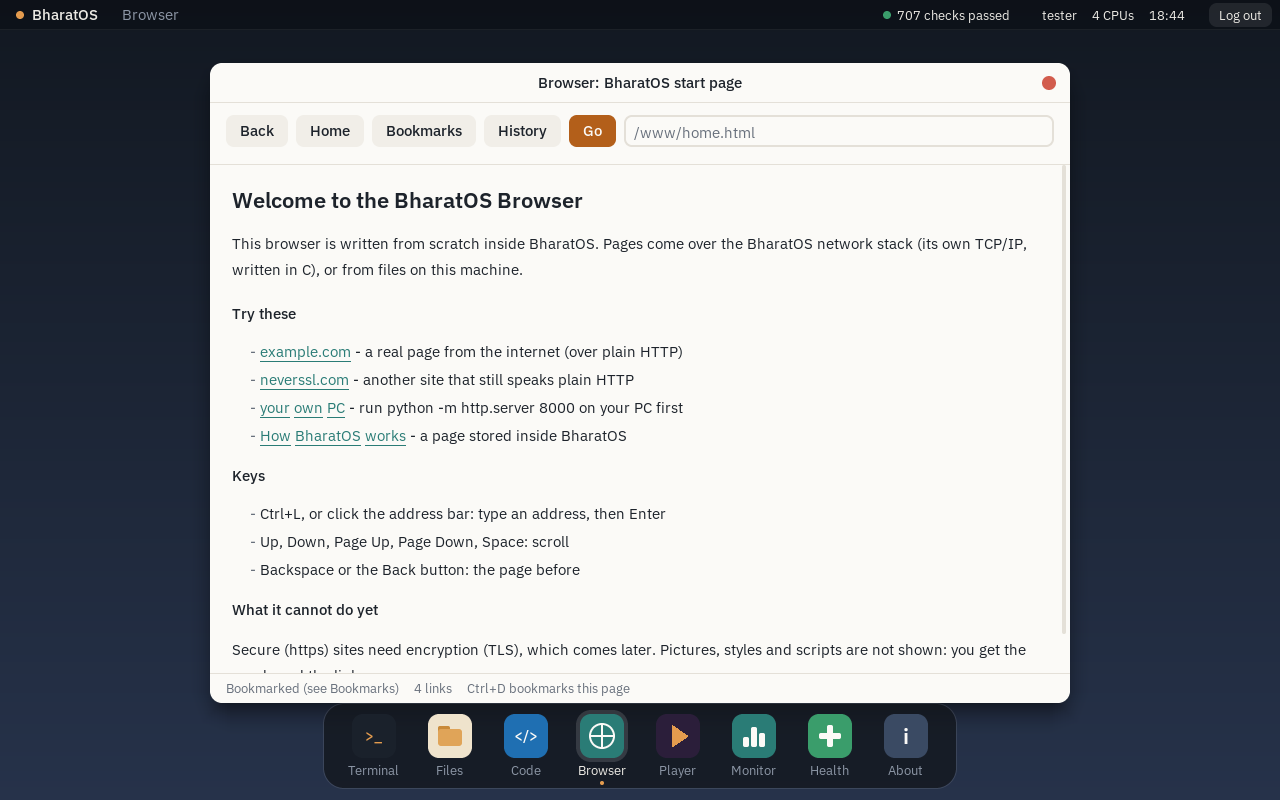 BharatOS Browser 707 checks passed tester 4 CPUs 18:44 Log out
Browser: BharatOS start page
Back Home Bookmarks History Go /www/home.html
Welcome to the BharatOS Browser
This browser is written from scratch inside BharatOS. Pages come over the BharatOS network stack (its own TCP/IP,
written in C), or from files on this machine.
Try these
- example.com - a real page from the internet (over plain HTTP)
- neverssl.com - another site that still speaks plain HTTP
- your own PC - run python -m http.server 8000 on your PC first
- How BharatOS works - a page stored inside BharatOS
Keys
- Ctrl+L, or click the address bar: type an address, then Enter
- Up, Down, Page Up, Page Down, Space: scroll
- Backspace or the Back button: the page before
What it cannot do yet
Secure (https) sites need encryption (TLS), which comes later. Pictures, styles and scripts are not shown: you get the
Bookmarked (see Bookmarks) 4 links Ctrl+D bookmarks this page
>_ </> i
Terminal Files Code Browser Player Monitor Health About